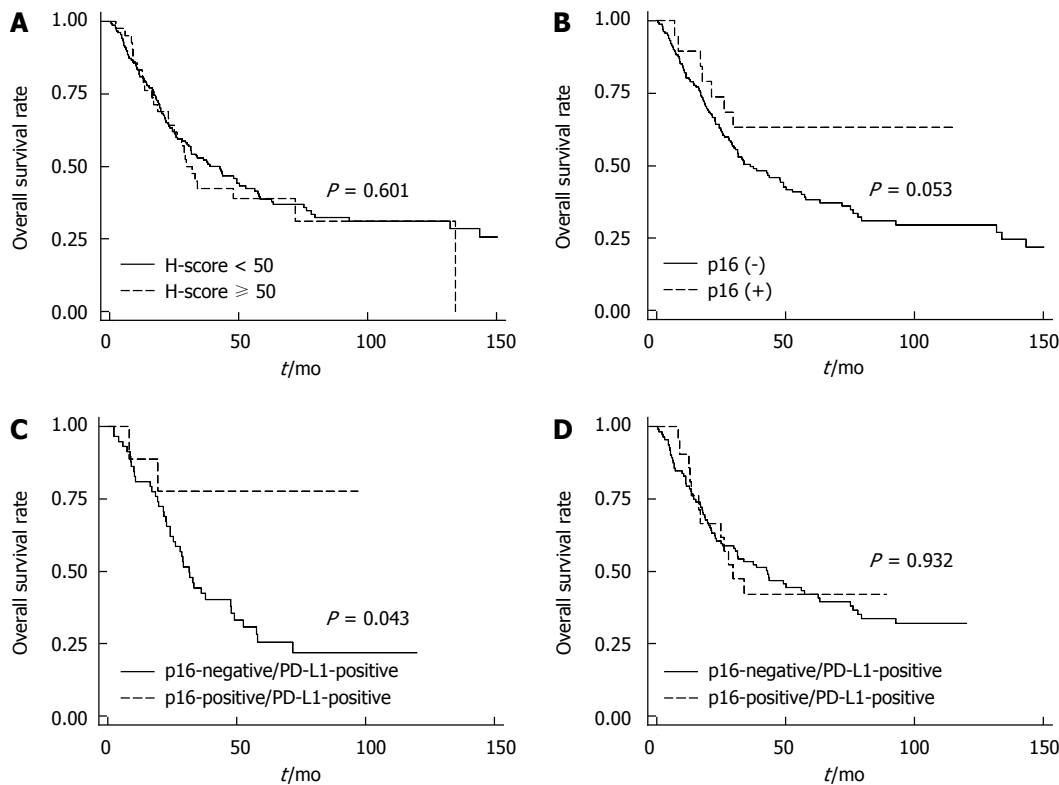 A
Overall survival rate
1.00
0.75
0.50
0.25
0.00
P = 0.601
H-score < 50
H-score ⩾ 50
0 50 100 150
t/mo
B
Overall survival rate
1.00
0.75
0.50
0.25
0.00
P = 0.053
p16 (-)
p16 (+)
0 50 100 150
t/mo
C
Overall survival rate
1.00
0.75
0.50
0.25
0.00
P = 0.043
p16-negative/PD-L1-positive
p16-positive/PD-L1-positive
0 50 100 150
t/mo
D
Overall survival rate
1.00
0.75
0.50
0.25
0.00
P = 0.932
p16-negative/PD-L1-positive
p16-positive/PD-L1-positive
0 50 100 150
t/mo